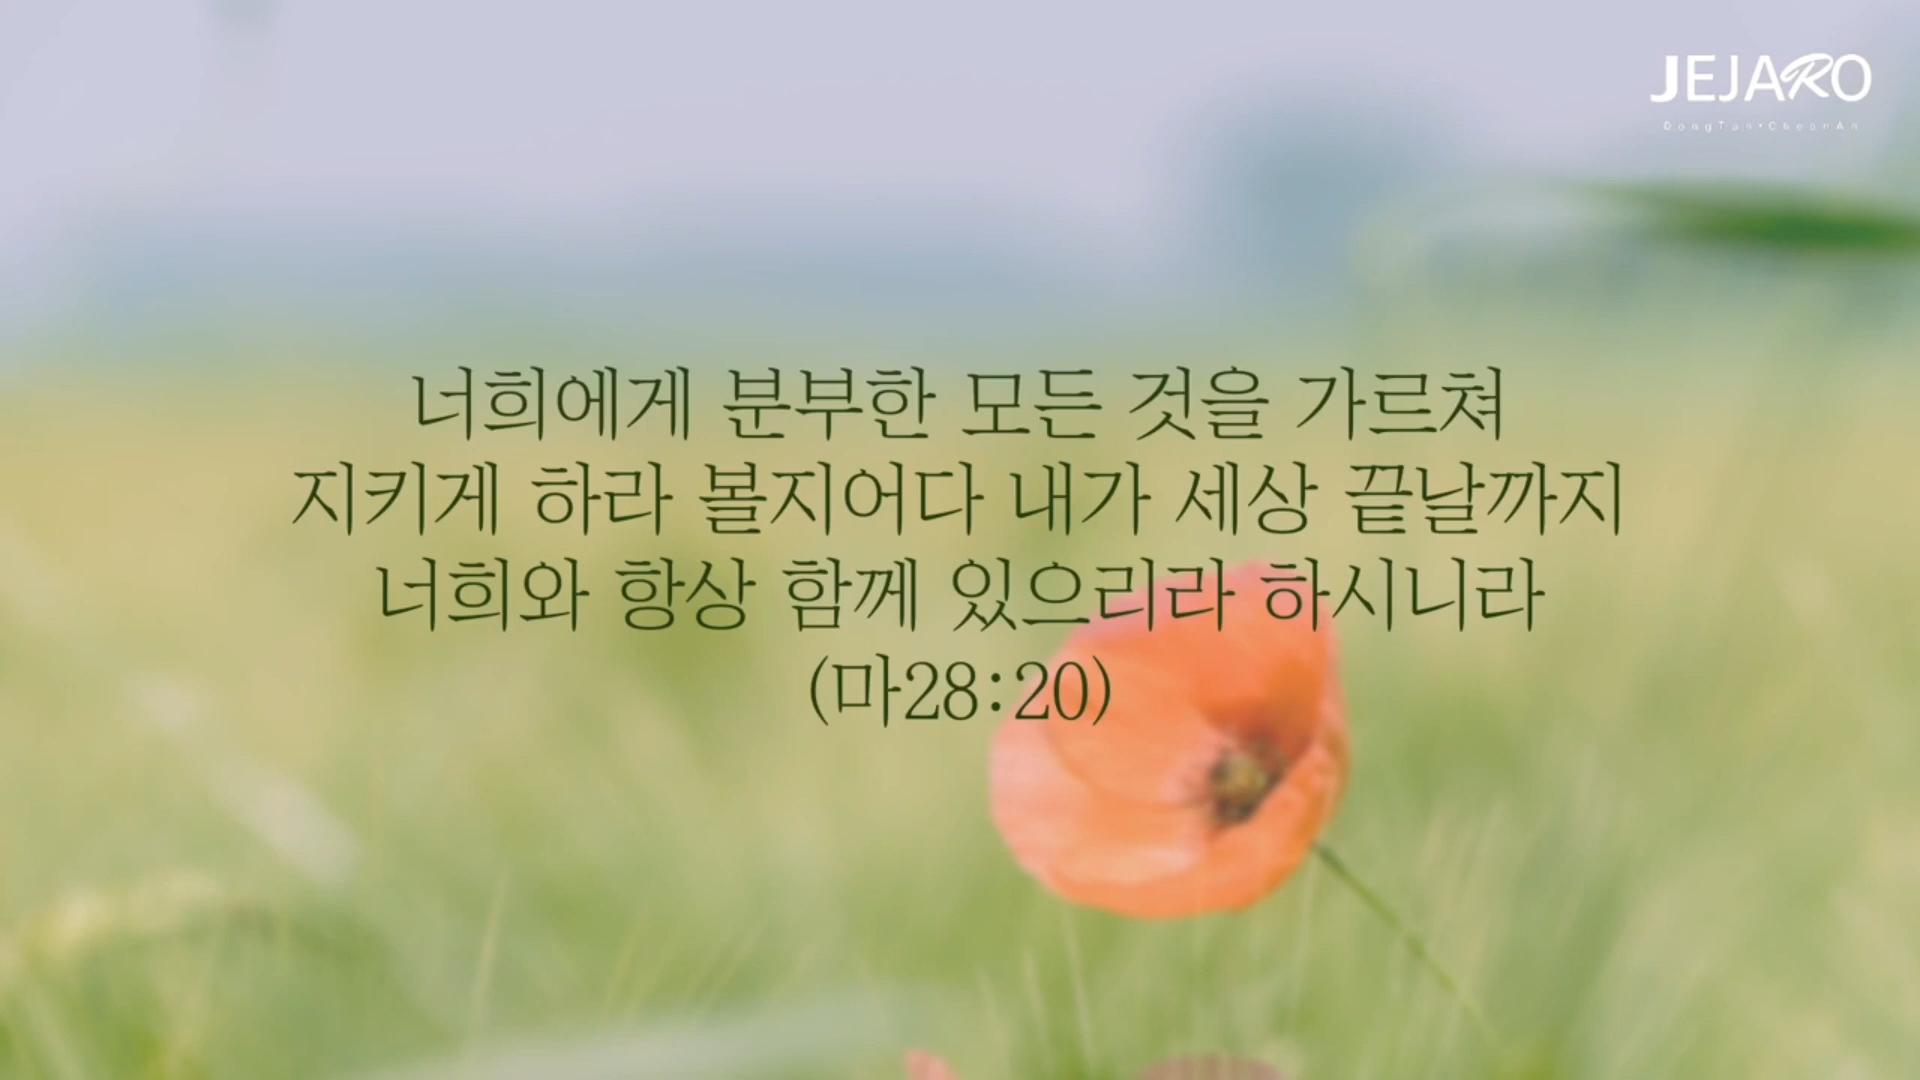 JEJARO
DongTan•CheonAn
너희에게 분부한 모든 것을 가르쳐
지키게 하라 볼지어다 내가 세상 끝날까지
너희와 항상 함께 있으리라 하시니라
(마28:20)